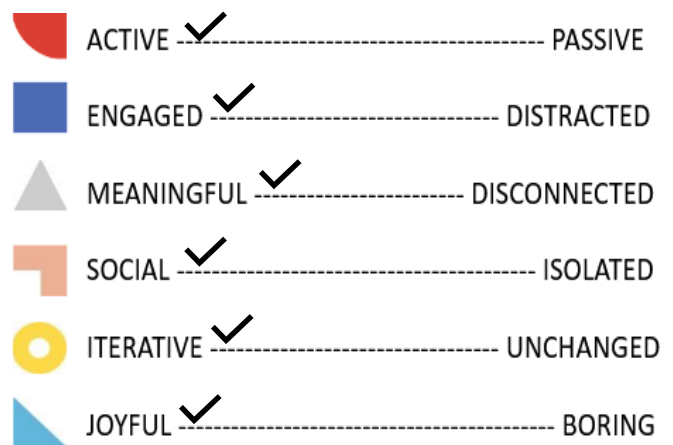 ACTIVE ------------------------------------------ PASSIVE
ENGAGED --------------------------------- DISTRACTED
MEANINGFUL ------------------------ DISCONNECTED
SOCIAL ----------------------------------------- ISOLATED
ITERATIVE --------------------------------- UNCHANGED
JOYFUL ------------------------------------------- BORING